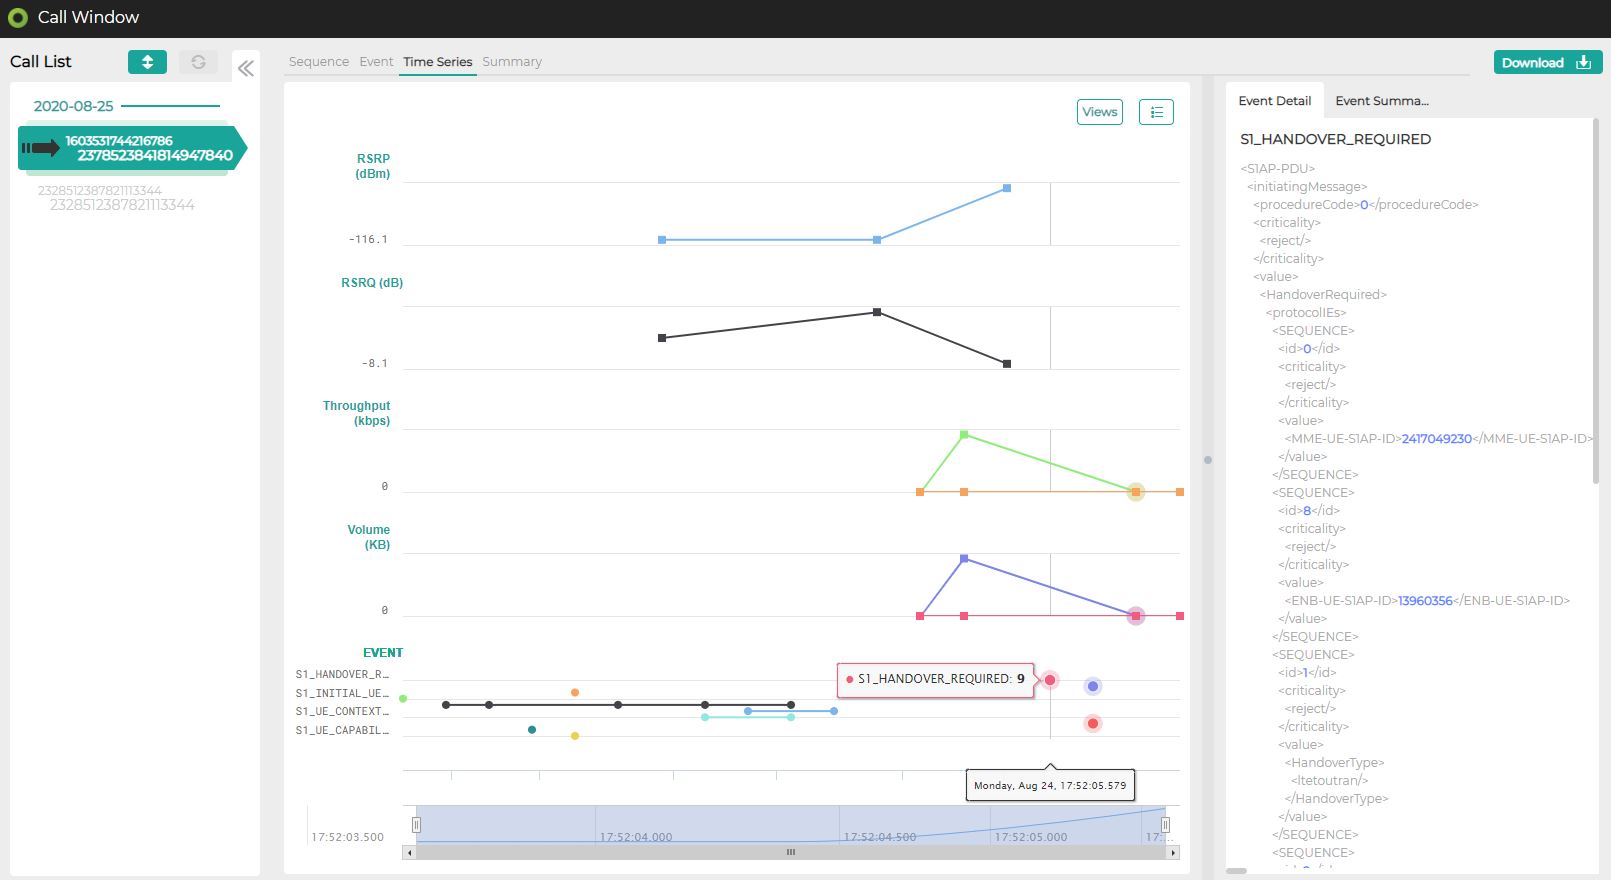 Call Window
Call List
2020-08-25
1603531744216786
2378523841814947840
2328512387821113344
2328512387821113344
Sequence Event Time Series Summary
Download
Views
RSRP
(dBm)
-116.1
RSRQ (dB)
-8.1
Throughput
(kbps)
0
Volume
(KB)
0
EVENT
S1_HANDOVER_R…
S1_INITIAL_UE…
S1_UE_CONTEXT…
S1_UE_CAPABIL…
S1_HANDOVER_REQUIRED: 9
Monday, Aug 24, 17:52:05.579
17:52:03.500 17:52:04.000 17:52:04.500 17:52:05.000 17:…
Event Detail Event Summa...
S1_HANDOVER_REQUIRED
<S1AP-PDU>
<initiatingMessage>
<procedureCode>0</procedureCode>
<criticality>
<reject/>
</criticality>
<value>
<HandoverRequired>
<protocolIEs>
<SEQUENCE>
<id>0</id>
<criticality>
<reject/>
</criticality>
<value>
<MME-UE-S1AP-ID>2417049230</MME-UE-S1AP-ID>
</value>
</SEQUENCE>
<SEQUENCE>
<id>8</id>
<criticality>
<reject/>
</criticality>
<value>
<ENB-UE-S1AP-ID>13960356</ENB-UE-S1AP-ID>
</value>
</SEQUENCE>
<SEQUENCE>
<id>1</id>
<criticality>
<reject/>
</criticality>
<value>
<HandoverType>
<ltetoutran/>
</HandoverType>
</value>
</SEQUENCE>
<SEQUENCE>